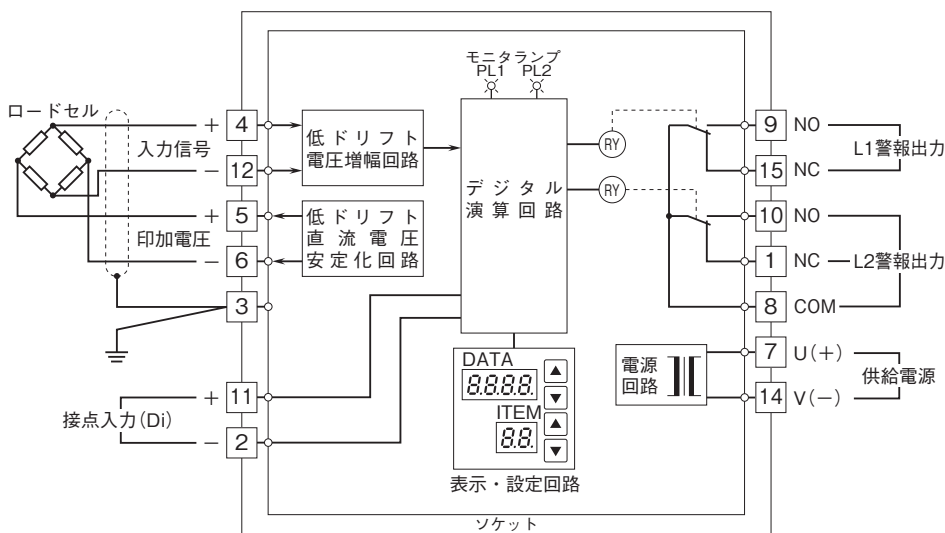 モニタランプ
PL1 PL2
ロードセル
+ 4
入力信号
− 12
低ドリフト
電圧増幅回路
+ 5
印加電圧
− 6
低ドリフト
直流電圧
安定化回路
3
+ 11
接点入力(Di)
− 2
デジタル
演算回路
RY
RY
DATA
8.8.8.8.
ITEM
8.8.
表示・設定回路
9 NO
L1警報出力
15 NC
10 NO
1 NC
L2警報出力
8 COM
電源
回路
7 U(+)
供給電源
14 V(−)
ソケット